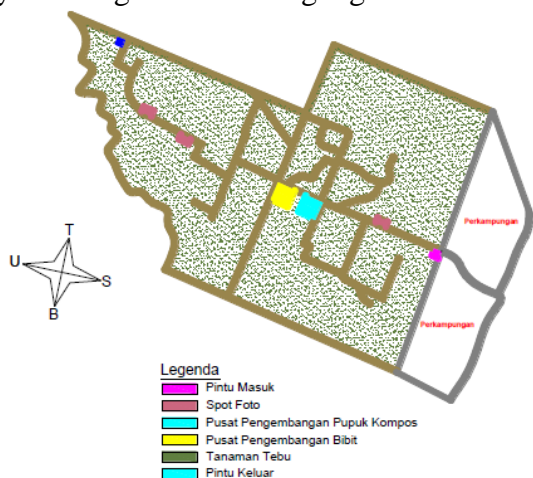 Perkampungan
T
U
S
B
Perkampungan
Legenda
Pintu Masuk
Spot Foto
Pusat Pengembangan Pupuk Kompos
Pusat Pengembangan Bibit
Tanaman Tebu
Pintu Keluar